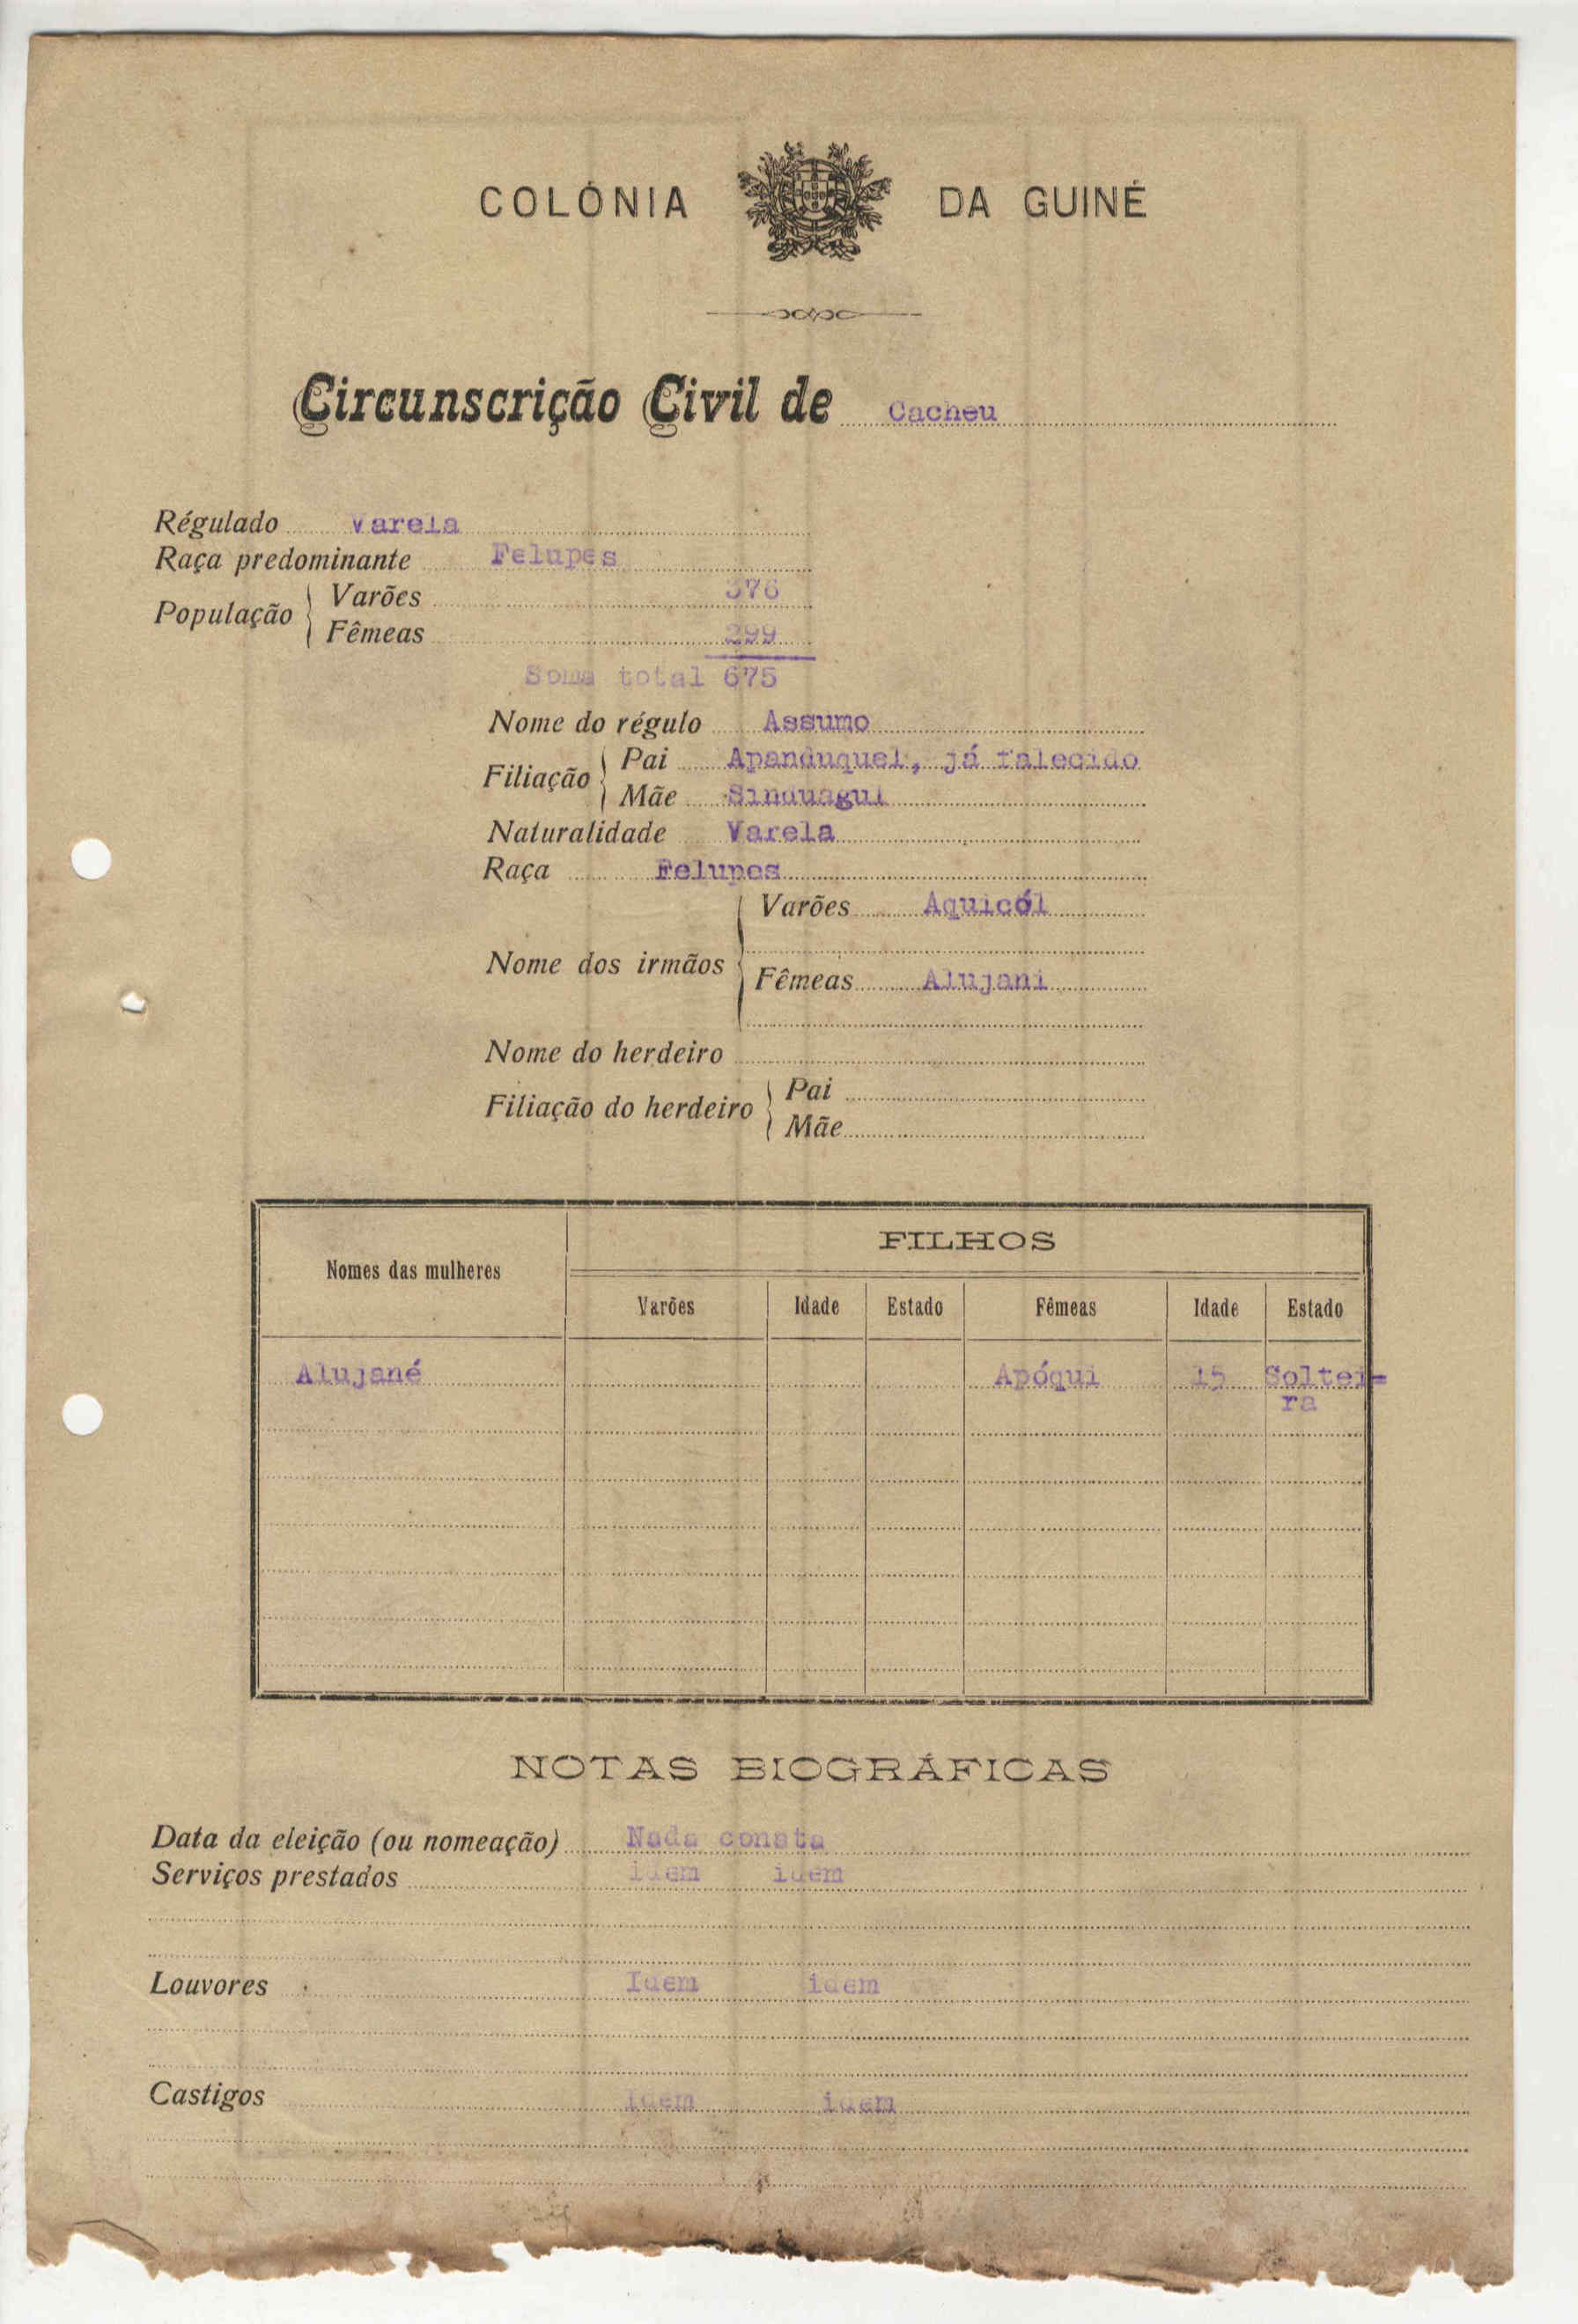 COLÓNIA DA GUINÉ
Circunscrição Civil de Cacheu
Régulado Varela
Raça predominante Felupes
População Varões 376
Fêmeas 299
Soma total 675
Nome do régulo Assumo
Filiação Pai Apanduquel, já falecido
Mãe Sinduagul
Naturalidade Varela
Raça Felupes
Varões Aquicól
Nome dos irmãos
Fêmeas Alujani
Nome do herdeiro
Filiação do herdeiro Pai
Mãe
FILHOS
Nomes das mulheres
Varões Idade Estado Fêmeas Idade Estado
Alujané Apóqui 15 Soltei-
ra
NOTAS BIOGRÁFICAS
Data da eleição (ou nomeação) Nada consta
Serviços prestados idem idem
Louvores Idem idem
Castigos Idem idem